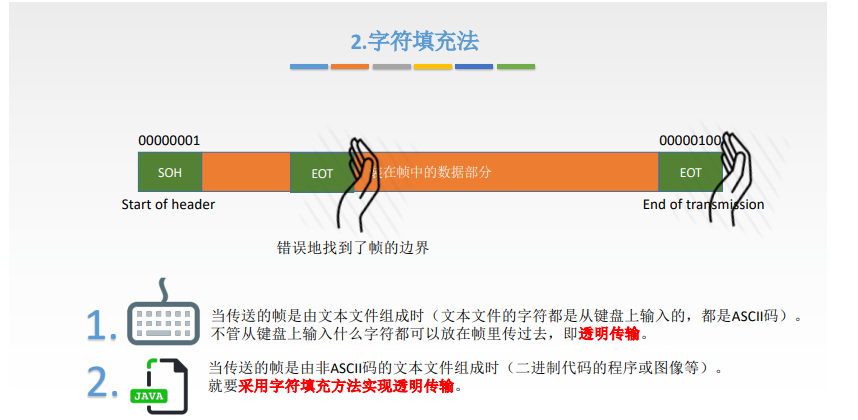 2.字符填充法
00000001
00000100
SOH
EOT
装在帧中的数据部分
EOT
Start of header
End of transmission
错误地找到了帧的边界
1.
当传送的帧是由文本文件组成时（文本文件的字符都是从键盘上输入的，都是ASCII码）。
不管从键盘上输入什么字符都可以放在帧里传过去，即透明传输。
2.
当传送的帧是由非ASCII码的文本文件组成时（二进制代码的程序或图像等）。
就要采用字符填充方法实现透明传输。
JAVA